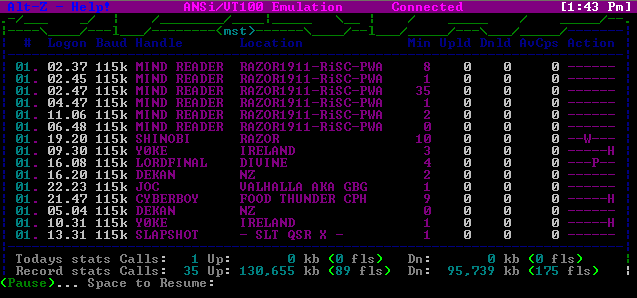 Alt-Z - Help! ANSi/VT100 Emulation Connected [1:43 Pm]
<mst>
# Logon Baud Handle Location Min Upld Dnld AvCps Action
01. 02.37 115k MIND READER RAZOR1911-RiSC-PWA 8 0 0 0 -------
01. 02.45 115k MIND READER RAZOR1911-RiSC-PWA 1 0 0 0 -------
01. 02.47 115k MIND READER RAZOR1911-RiSC-PWA 35 0 0 0 -------
01. 04.47 115k MIND READER RAZOR1911-RiSC-PWA 1 0 0 0 -------
01. 11.06 115k MIND READER RAZOR1911-RiSC-PWA 2 0 0 0 -------
01. 06.48 115k MIND READER RAZOR1911-RiSC-PWA 0 0 0 0 -------
01. 19.20 115k SHINOBI RAZOR 10 0 0 0 --W----
01. 09.30 115k YOKE IRELAND 3 0 0 0 ------H
01. 16.08 115k LORDFINAL DIVINE 4 0 0 0 ---P---
01. 16.20 115k DEKAN NZ 2 0 0 0 -------
01. 22.23 115k JOC VALHALLA AKA GBG 1 0 0 0 -------
01. 21.47 115k CYBERBOY FOOD THUNDER CPH 9 0 0 0 ------H
01. 05.04 115k DEKAN NZ 0 0 0 0 -------
01. 10.31 115k YOKE IRELAND 1 0 0 0 ------H
01. 13.31 115k SLAPSHOT - SLT QSR X - 1 0 0 0 -------
Todays stats Calls: 1 Up: 0 kb (0 fls) Dn: 0 kb (0 fls)
Record stats Calls: 35 Up: 130,655 kb (89 fls) Dn: 95,739 kb (175 fls)
(Pause)... Space to Resume: